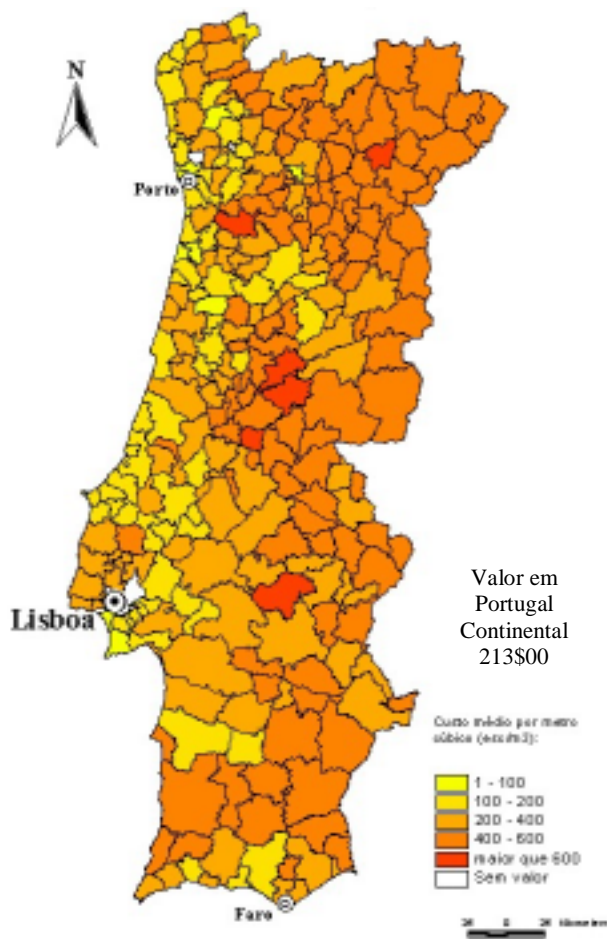 N
Porto
Lisboa
Faro
Valor em
Portugal
Continental
213$00
Custo médio por metro
cúbico (esc/m3):
1 - 100
100 - 200
200 - 400
400 - 600
maior que 600
Sem valor
0